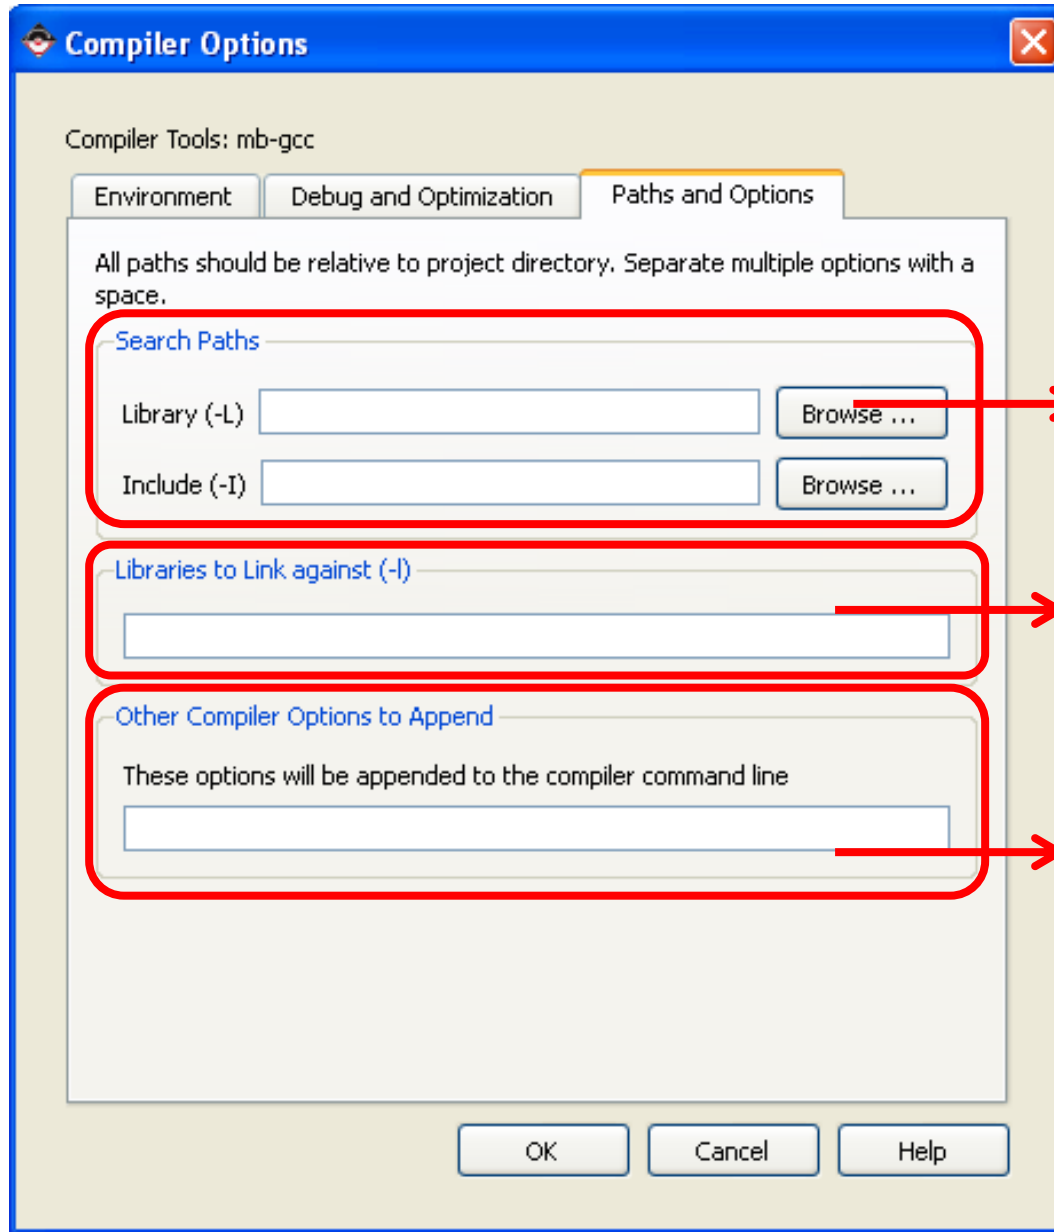 Compiler Options
Compiler Tools: mb-gcc
Environment
Debug and Optimization
Paths and Options
All paths should be relative to project directory. Separate multiple options with a
space.
Search Paths
Library (-L)
Browse ...
Include (-I)
Browse ...
Libraries to Link against (-l)
Other Compiler Options to Append
These options will be appended to the compiler command line
OK
Cancel
Help